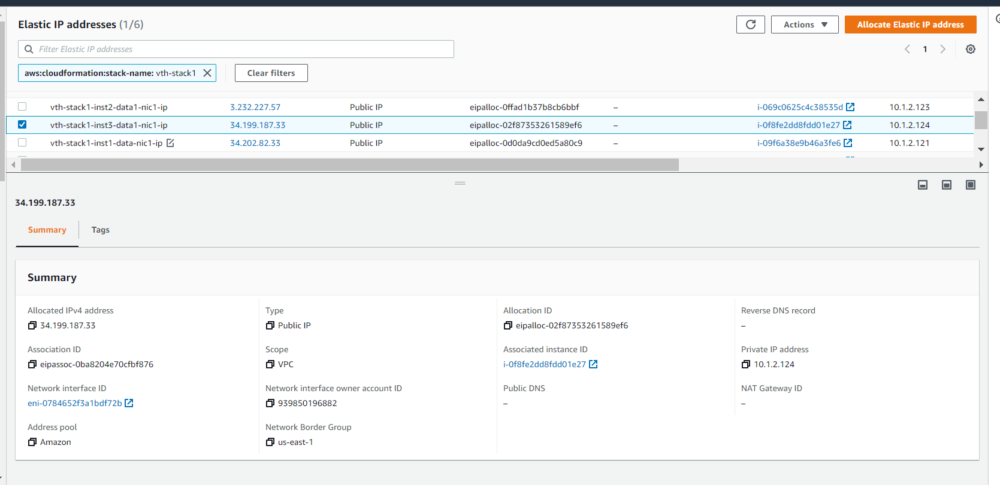 Elastic IP addresses (1/6)
Actions
Allocate Elastic IP address
Filter Elastic IP addresses
1
aws:cloudformation:stack-name: vth-stack1
Clear filters
vth-stack1-inst2-data1-nic1-ip 3.232.227.57 Public IP eipalloc-0ffad1b37b8cb6bbf – i-069c0625c4c38535d 10.1.2.123
vth-stack1-inst3-data1-nic1-ip 34.199.187.33 Public IP eipalloc-02f87353261589ef6 – i-0f8fe2dd8fdd01e27 10.1.2.124
vth-stack1-inst1-data-nic1-ip 34.202.82.33 Public IP eipalloc-0d0da9cd0ed5a80c9 – i-09f6a38e9b46a3fe6 10.1.2.121
34.199.187.33
Summary Tags
Summary
Allocated IPv4 address Type Allocation ID Reverse DNS record
34.199.187.33 Public IP eipalloc-02f87353261589ef6 –
Association ID Scope Associated instance ID Private IP address
eipassoc-0ba8204e70cfbf876 VPC i-0f8fe2dd8fdd01e27 10.1.2.124
Network interface ID Network interface owner account ID Public DNS NAT Gateway ID
eni-0784652f3a1bdf72b 939850196882 – –
Address pool Network Border Group
Amazon us-east-1